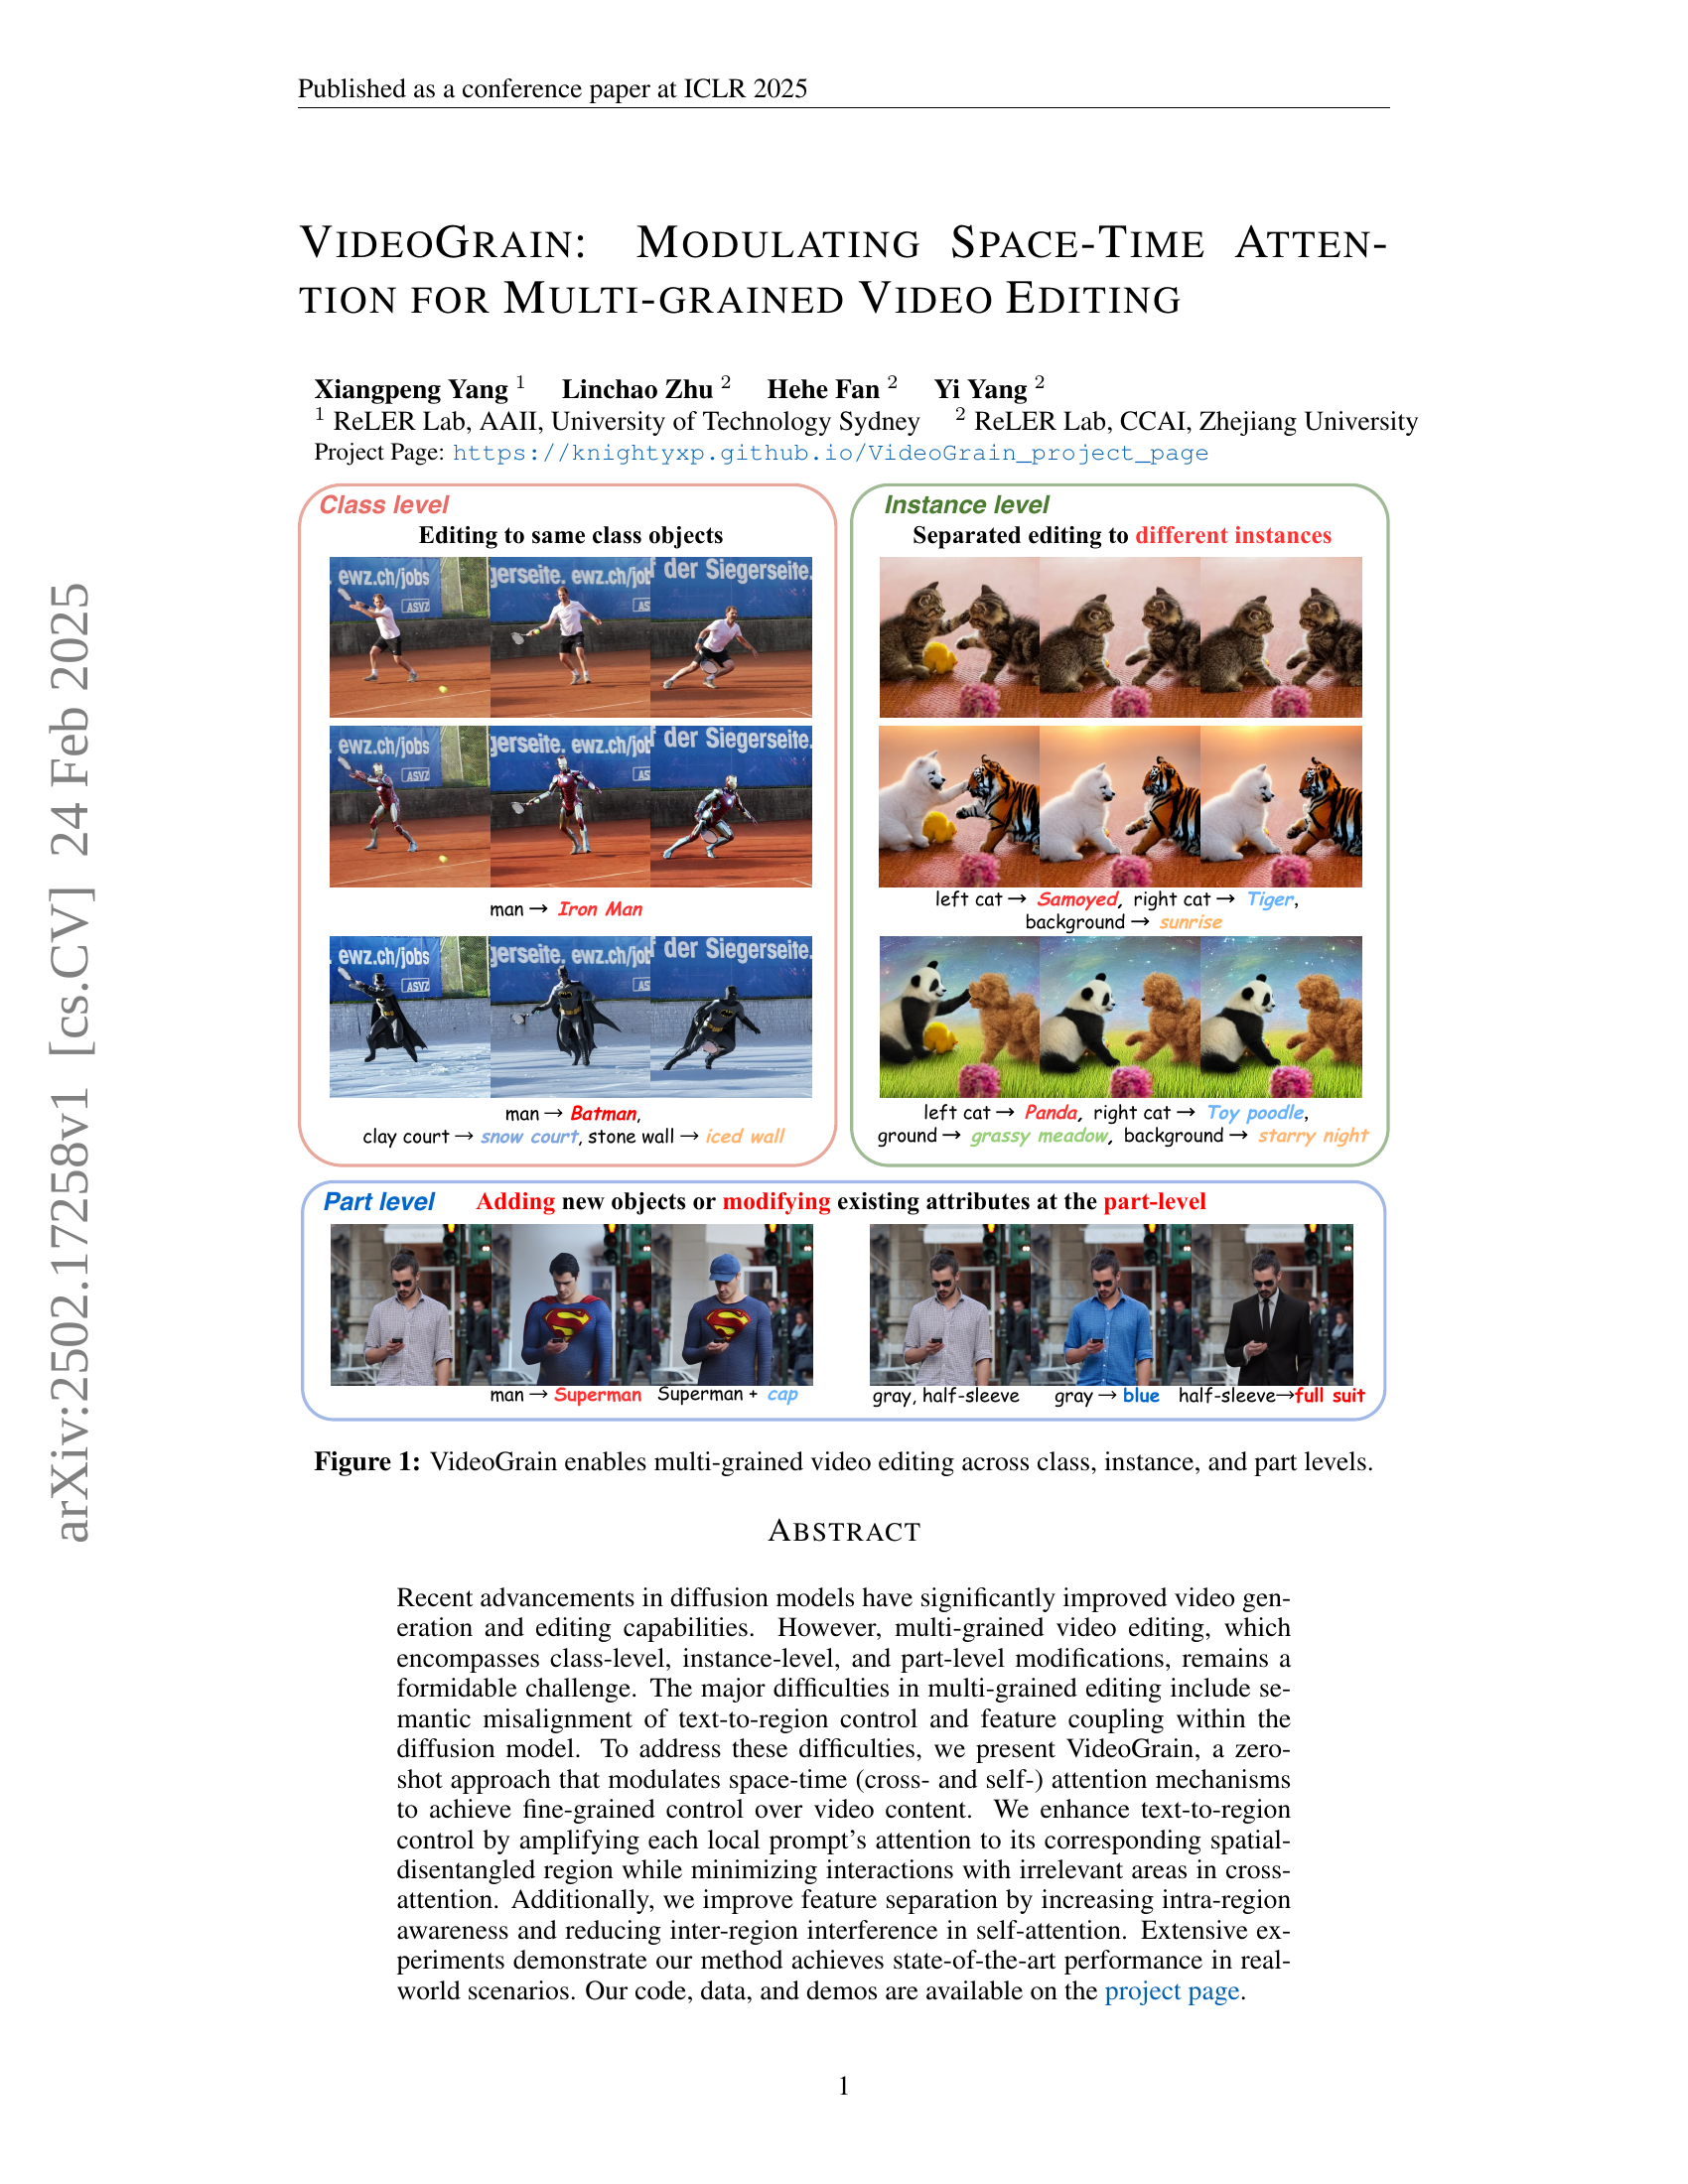 Published as a conference paper at ICLR 2025
VIDEOGRAIN: MODULATING SPACE-TIME ATTEN-
TION FOR MULTI-GRAINED VIDEO EDITING
Xiangpeng Yang 1 Linchao Zhu 2 Hehe Fan 2 Yi Yang 2
1 ReLER Lab, AAII, University of Technology Sydney 2 ReLER Lab, CCAI, Zhejiang University
Project Page: https://knightyxp.github.io/VideoGrain_project_page
Class level
Editing to same class objects
ewz.ch/jobs gerseite. ewz.ch/jobs der Siegerseite.
ASVZ AS
ewz.ch/jobs gerseite. ewz.ch/jobs der Siegerseite.
ASVZ AS
man → Iron Man
ewz.ch/jobs gerseite. ewz.ch/jobs der Siegerseite.
ASVZ AS
man → Batman,
clay court → snow court, stone wall → iced wall
Instance level
Separated editing to different instances
left cat → Samoyed, right cat → Tiger,
background → sunrise
left cat → Panda, right cat → Toy poodle,
ground → grassy meadow, background → starry night
Part level Adding new objects or modifying existing attributes at the part-level
man → Superman Superman + cap gray, half-sleeve gray → blue half-sleeve→full suit
Figure 1: VideoGrain enables multi-grained video editing across class, instance, and part levels.
ABSTRACT
Recent advancements in diffusion models have significantly improved video gen-
eration and editing capabilities. However, multi-grained video editing, which
encompasses class-level, instance-level, and part-level modifications, remains a
formidable challenge. The major difficulties in multi-grained editing include se-
mantic misalignment of text-to-region control and feature coupling within the
diffusion model. To address these difficulties, we present VideoGrain, a zero-
shot approach that modulates space-time (cross- and self-) attention mechanisms
to achieve fine-grained control over video content. We enhance text-to-region
control by amplifying each local prompt's attention to its corresponding spatial-
disentangled region while minimizing interactions with irrelevant areas in cross-
attention. Additionally, we improve feature separation by increasing intra-region
awareness and reducing inter-region interference in self-attention. Extensive ex-
periments demonstrate our method achieves state-of-the-art performance in real-
world scenarios. Our code, data, and demos are available on the project page.
1
arXiv:2502.17258v1 [cs.CV] 24 Feb 2025